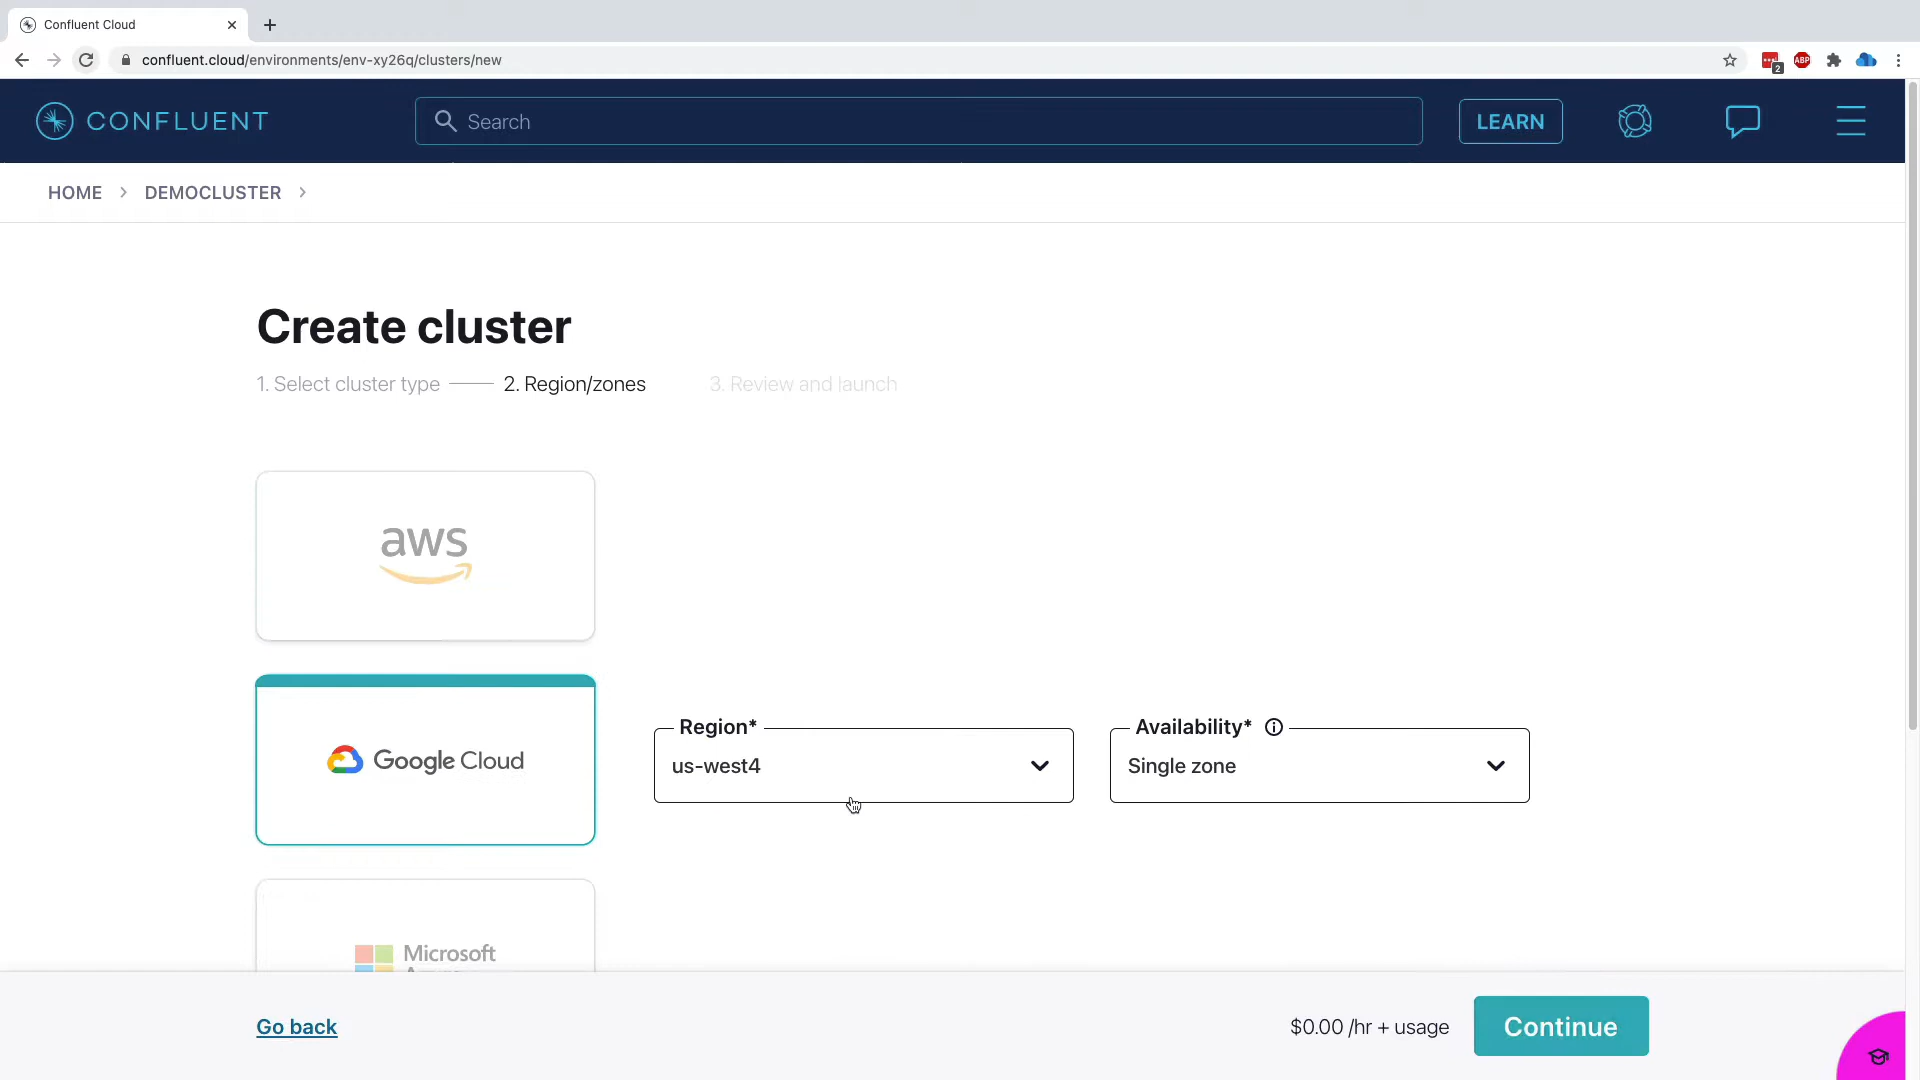 Confluent Cloud
confluent.cloud/environments/env-xy26q/clusters/new
2
ABP
CONFLUENT
Search
LEARN
HOME > DEMOCLUSTER >
Create cluster
1. Select cluster type
2. Region/zones
3. Review and launch
aws
Google Cloud
Region*
us-west4
Availability*
Single zone
Microsoft
Go back
$0.00 /hr + usage
Continue